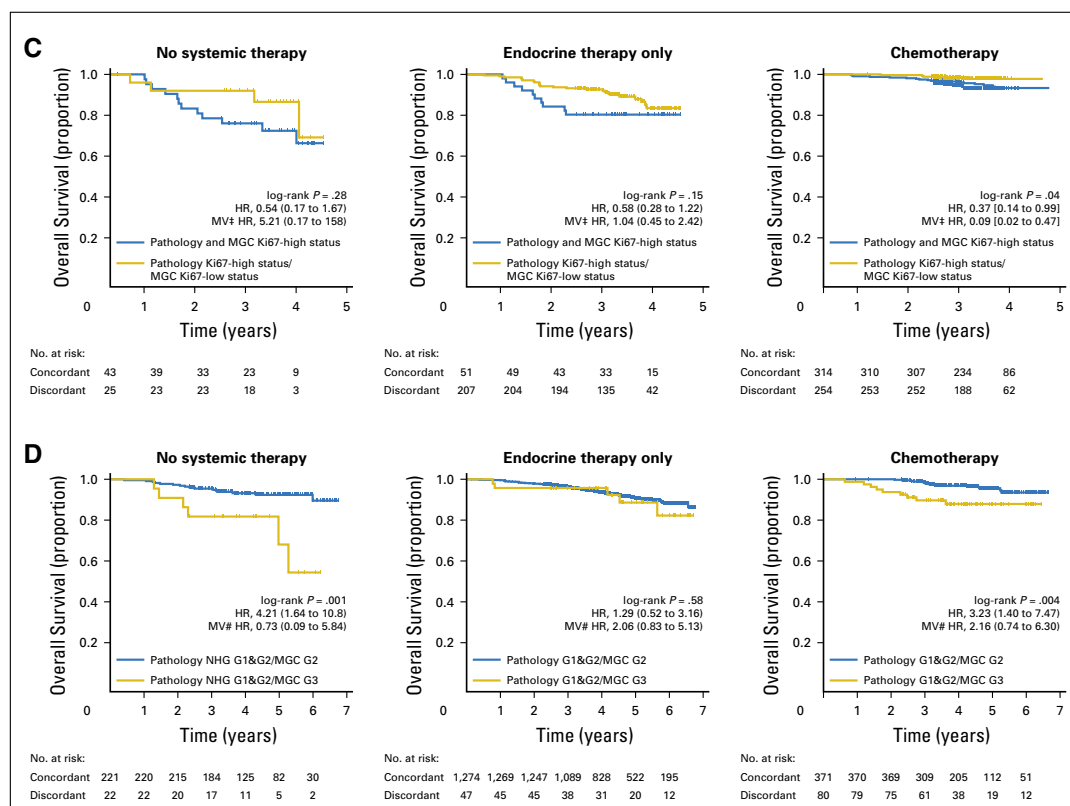 C
No systemic therapy
Overall Survival (proportion)
1.0
0.8
0.6
0.4
0.2
0
1
2
3
4
5
Time (years)
log-rank P = .28
HR, 0.54 (0.17 to 1.67)
MV‡ HR, 5.21 (0.17 to 158)
Pathology and MGC Ki67-high status
Pathology Ki67-high status/
MGC Ki67-low status
No. at risk:
Concordant 43 39 33 23 9
Discordant 25 23 23 18 3
Endocrine therapy only
Overall Survival (proportion)
1.0
0.8
0.6
0.4
0.2
0
1
2
3
4
5
Time (years)
log-rank P = .15
HR, 0.58 (0.28 to 1.22)
MV‡ HR, 1.04 (0.45 to 2.42)
Pathology and MGC Ki67-high status
Pathology Ki67-high status/
MGC Ki67-low status
No. at risk:
Concordant 51 49 43 33 15
Discordant 207 204 194 135 42
Chemotherapy
Overall Survival (proportion)
1.0
0.8
0.6
0.4
0.2
0
1
2
3
4
5
Time (years)
log-rank P = .04
HR, 0.37 [0.14 to 0.99]
MV‡ HR, 0.09 [0.02 to 0.47]
Pathology and MGC Ki67-high status
Pathology Ki67-high status/
MGC Ki67-low status
No. at risk:
Concordant 314 310 307 234 86
Discordant 254 253 252 188 62
D
No systemic therapy
Overall Survival (proportion)
1.0
0.8
0.6
0.4
0.2
0
1
2
3
4
5
6
7
Time (years)
log-rank P = .001
HR, 4.21 (1.64 to 10.8)
MV# HR, 0.73 (0.09 to 5.84)
Pathology NHG G1&G2/MGC G2
Pathology NHG G1&G2/MGC G3
No. at risk:
Concordant 221 220 215 184 125 82 30
Discordant 22 22 20 17 11 5 2
Endocrine therapy only
Overall Survival (proportion)
1.0
0.8
0.6
0.4
0.2
0
1
2
3
4
5
6
7
Time (years)
log-rank P = .58
HR, 1.29 (0.52 to 3.16)
MV# HR, 2.06 (0.83 to 5.13)
Pathology G1&G2/MGC G2
Pathology G1&G2/MGC G3
No. at risk:
Concordant 1,274 1,269 1,247 1,089 828 522 195
Discordant 47 45 45 38 31 20 12
Chemotherapy
Overall Survival (proportion)
1.0
0.8
0.6
0.4
0.2
0
1
2
3
4
5
6
7
Time (years)
log-rank P = .004
HR, 3.23 (1.40 to 7.47)
MV# HR, 2.16 (0.74 to 6.30)
Pathology G1&G2/MGC G2
Pathology G1&G2/MGC G3
No. at risk:
Concordant 371 370 369 309 205 112 51
Discordant 80 79 75 61 38 19 12